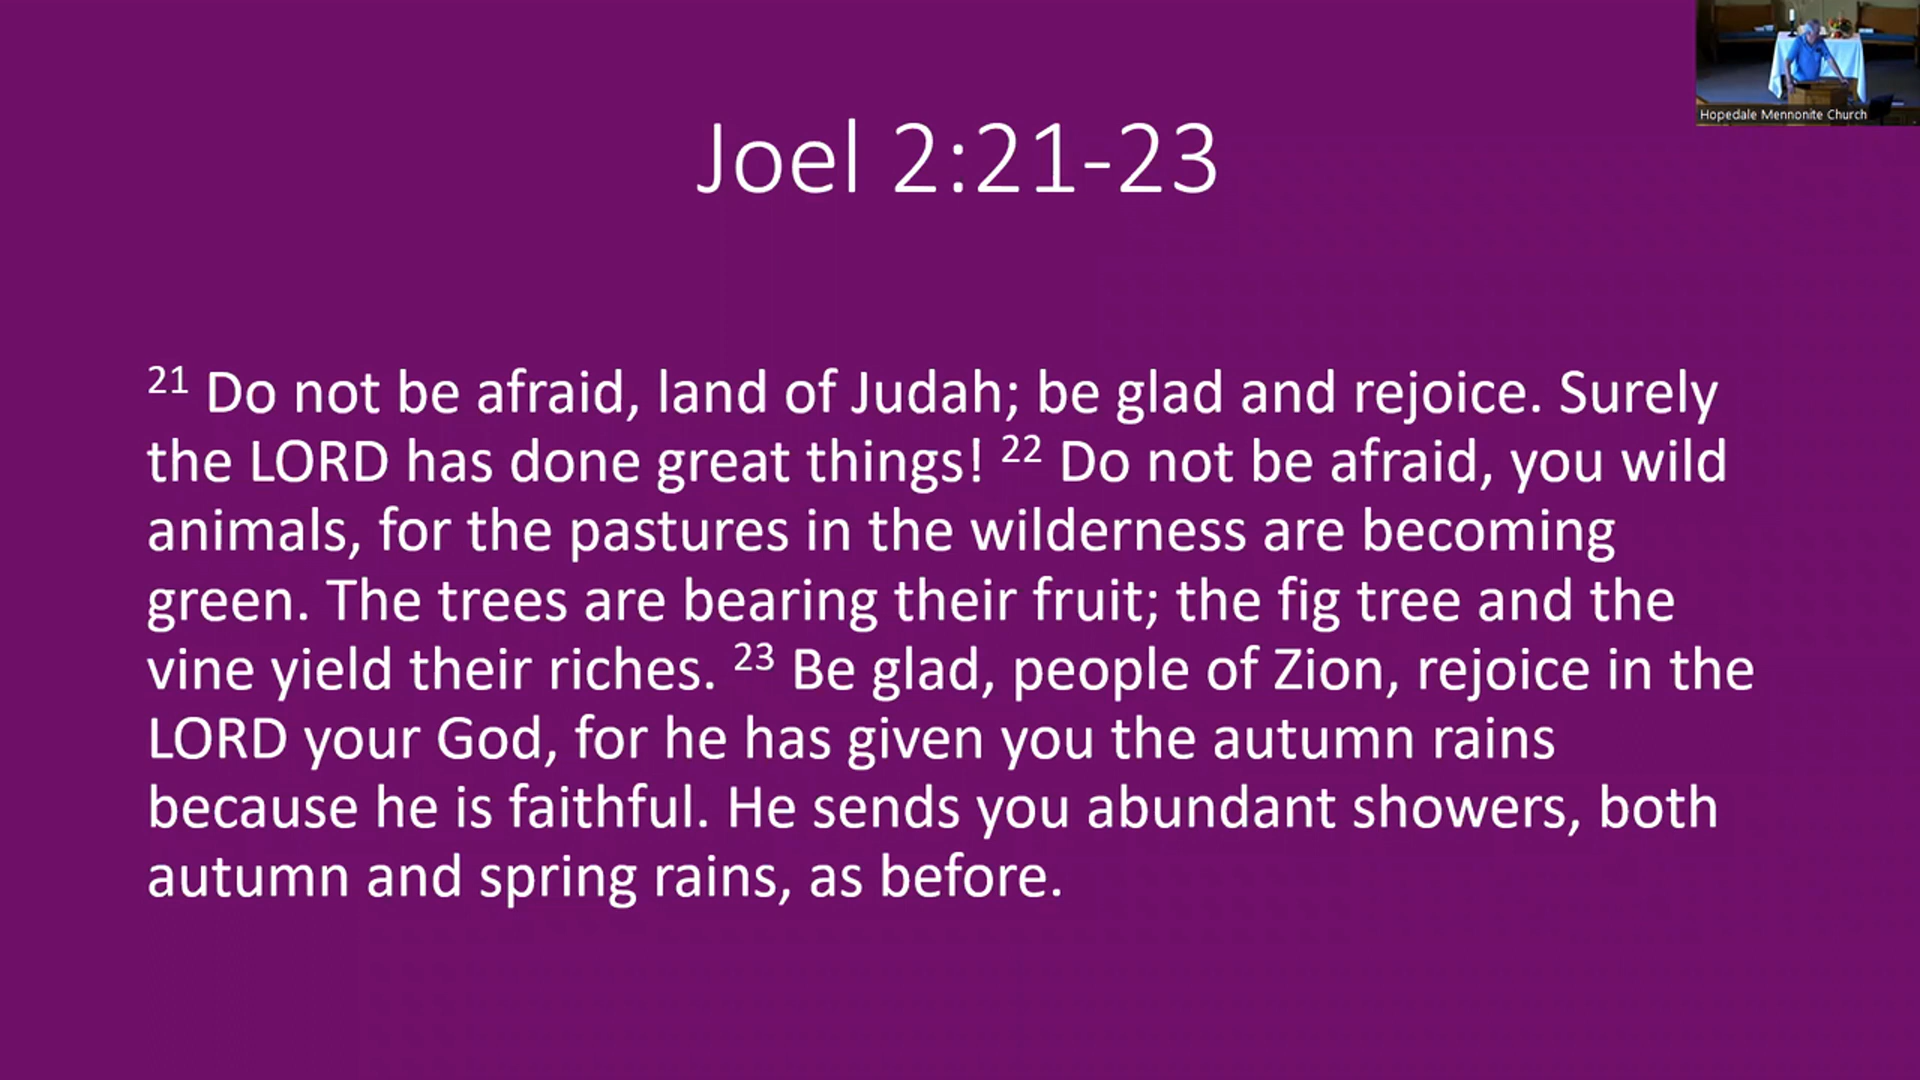 Hopedale Mennonite Church
Joel 2:21-23
21 Do not be afraid, land of Judah; be glad and rejoice. Surely
the LORD has done great things! 22 Do not be afraid, you wild
animals, for the pastures in the wilderness are becoming
green. The trees are bearing their fruit; the fig tree and the
vine yield their riches. 23 Be glad, people of Zion, rejoice in the
LORD your God, for he has given you the autumn rains
because he is faithful. He sends you abundant showers, both
autumn and spring rains, as before.